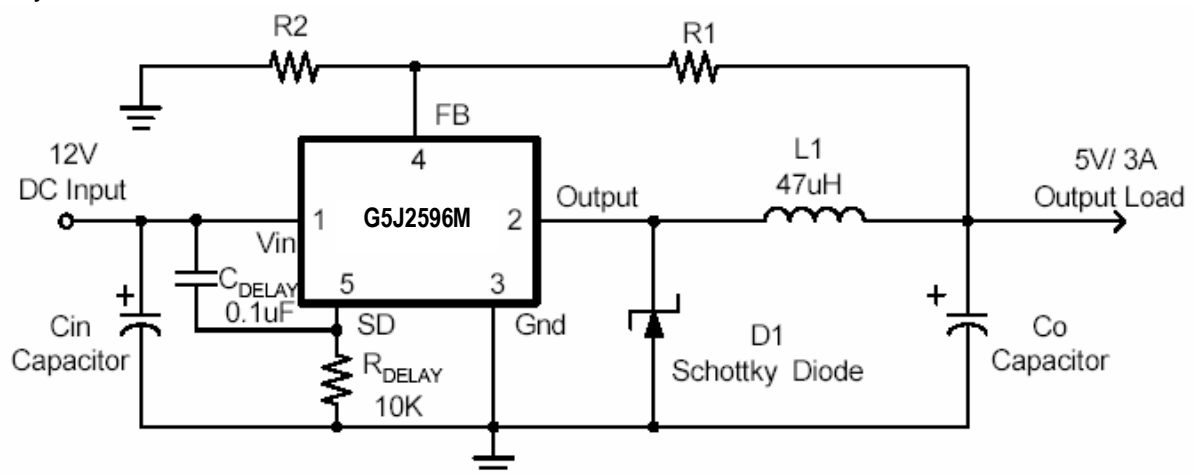 R2
R1
FB
4
12V
DC Input
L1
47uH
5V/ 3A
Output Load
Output
1
G5J2596M
2
Vin
CDELAY
0.1uF
5
3
SD
Gnd
+
Cin
Capacitor
RDELAY
10K
D1
Schottky Diode
+
Co
Capacitor